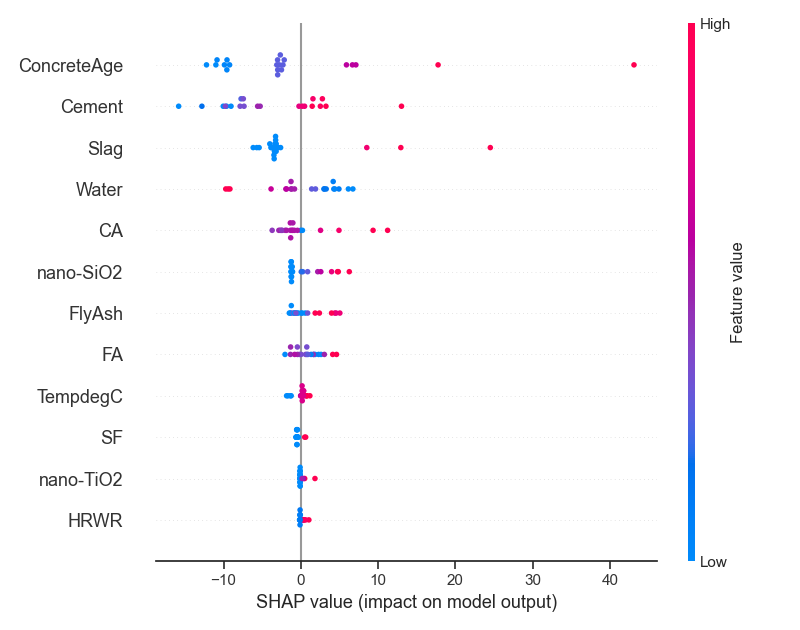 High
ConcreteAge
Cement
Slag
Water
CA
nano-SiO2
FlyAsh
FA
TempdegC
SF
nano-TiO2
HRWR
Feature value
Low
−10 0 10 20 30 40
SHAP value (impact on model output)